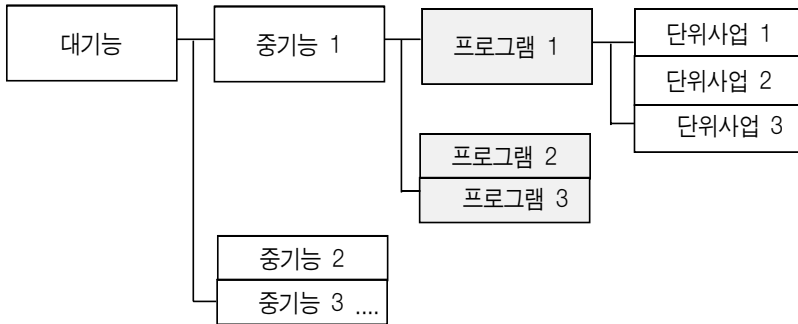 대기능
중기능 1
프로그램 1
단위사업 1
단위사업 2
단위사업 3
프로그램 2
프로그램 3
중기능 2
중기능 3 ....